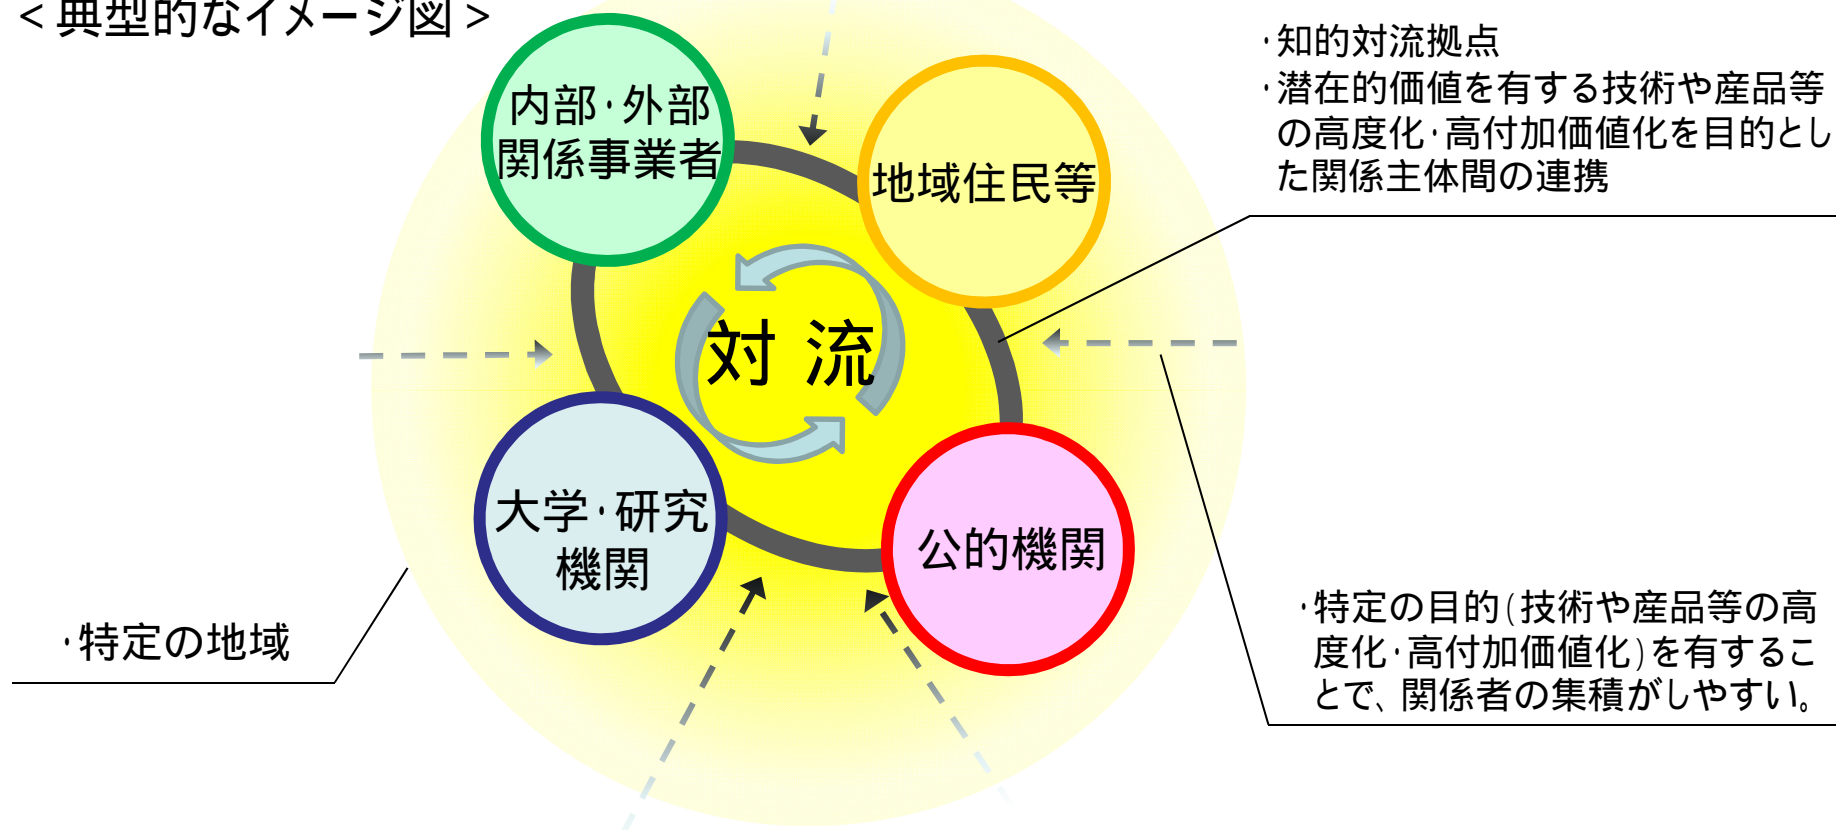 <典型的なイメージ図>
内部・外部
関係事業者
地域住民等
対 流
大学・研究
機関
公的機関
・知的対流拠点
・潜在的価値を有する技術や産品等
の高度化・高付加価値化を目的とし
た関係主体間の連携
・特定の地域
・特定の目的(技術や産品等の高
度化・高付加価値化)を有するこ
とで、関係者の集積がしやすい。